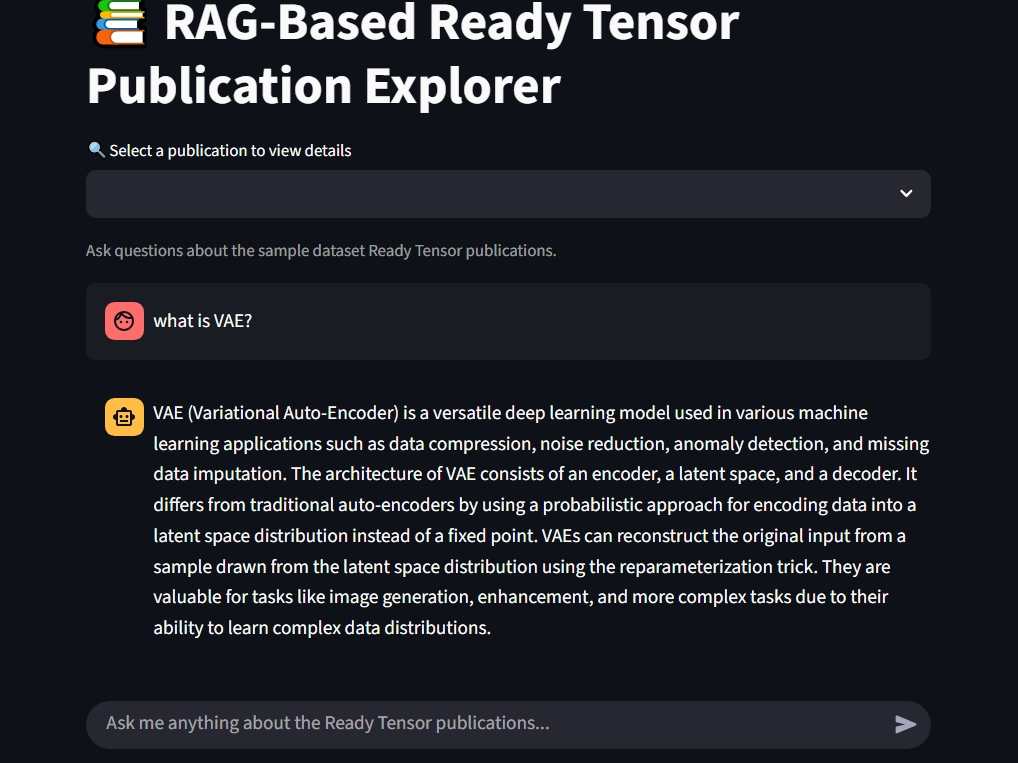 RAG-Based Ready Tensor
Publication Explorer
Select a publication to view details
Ask questions about the sample dataset Ready Tensor publications.
what is VAE?
VAE (Variational Auto-Encoder) is a versatile deep learning model used in various machine
learning applications such as data compression, noise reduction, anomaly detection, and missing
data imputation. The architecture of VAE consists of an encoder, a latent space, and a decoder. It
differs from traditional auto-encoders by using a probabilistic approach for encoding data into a
latent space distribution instead of a fixed point. VAEs can reconstruct the original input from a
sample drawn from the latent space distribution using the reparameterization trick. They are
valuable for tasks like image generation, enhancement, and more complex tasks due to their
ability to learn complex data distributions.
Ask me anything about the Ready Tensor publications...